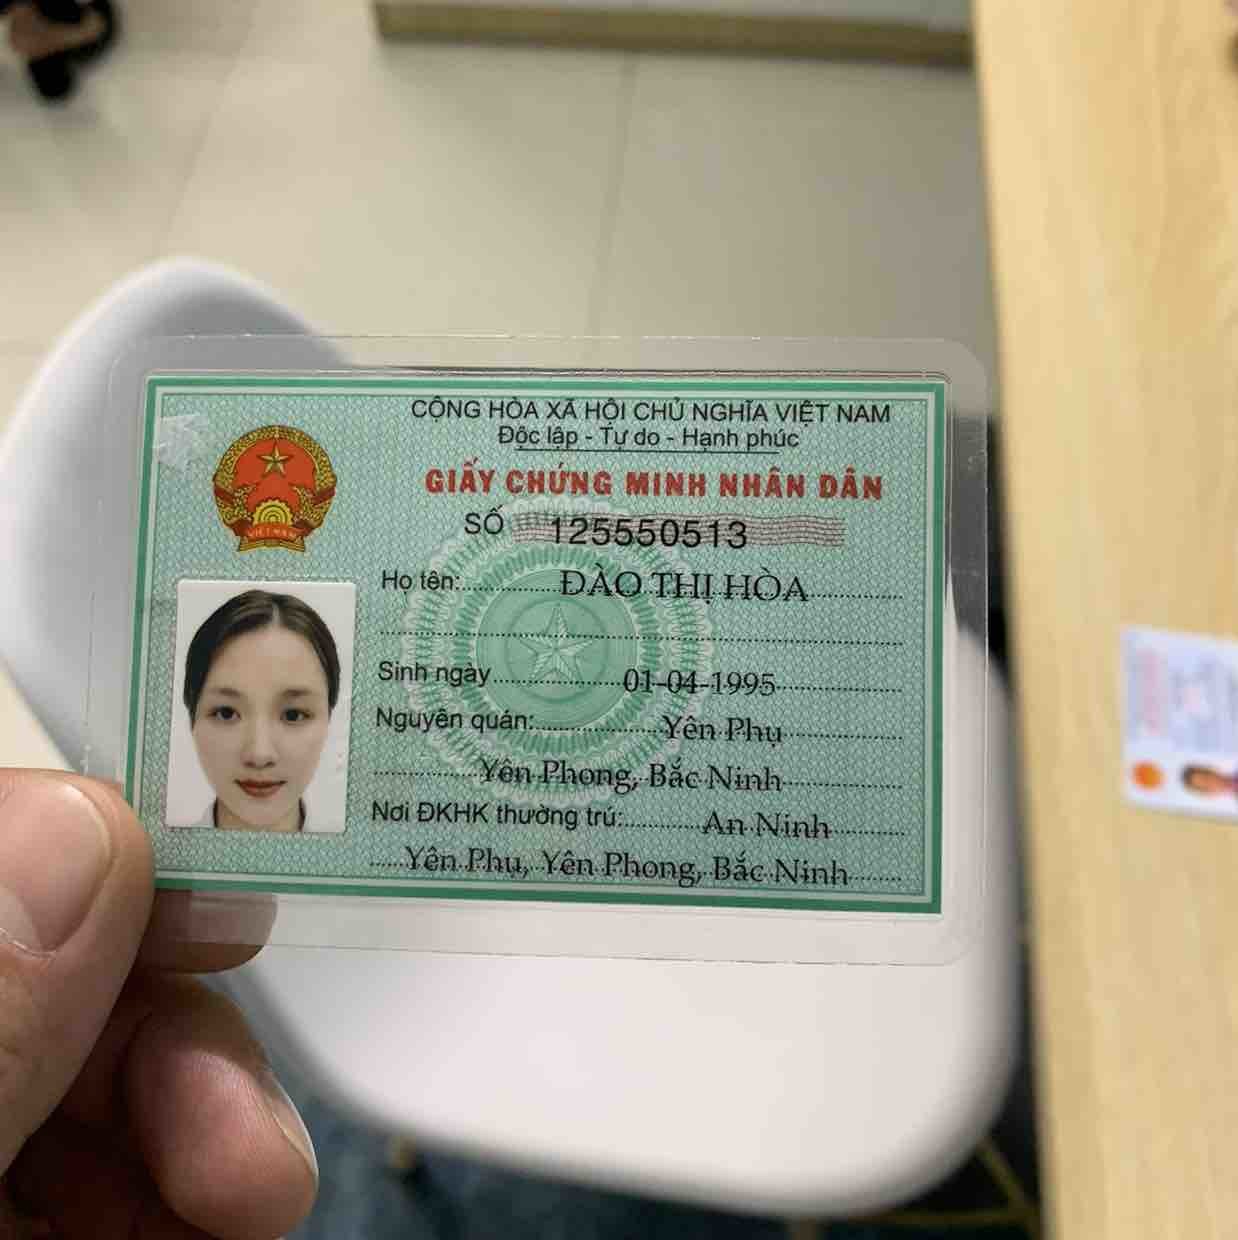 CỘNG HÒA XÃ HỘI CHỦ NGHĨA VIỆT NAM
Độc lập - Tự do - Hạnh phúc
GIẤY CHỨNG MINH NHÂN DÂN
SỐ 125550513
Họ tên: ĐÀO THỊ HÒA
Sinh ngày 01-04-1995
Nguyên quán: Yên Phụ
Yên Phong, Bắc Ninh
Nơi ĐKHK thường trú: An Ninh
Yên Phụ, Yên Phong, Bắc Ninh
VIỆT NAM